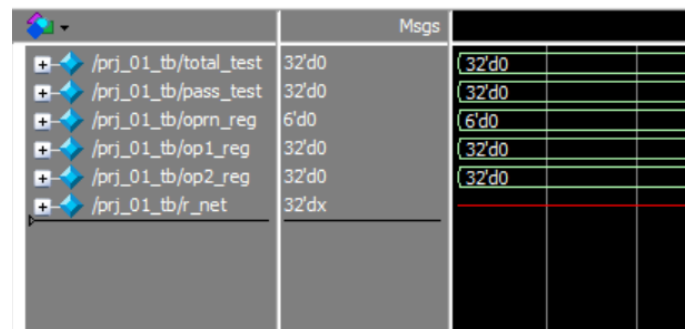 Msgs
/prj_01_tb/total_test 32'd0 32'd0
/prj_01_tb/pass_test 32'd0 32'd0
/prj_01_tb/oprn_reg 6'd0 6'd0
/prj_01_tb/op1_reg 32'd0 32'd0
/prj_01_tb/op2_reg 32'd0 32'd0
/prj_01_tb/r_net 32'dx